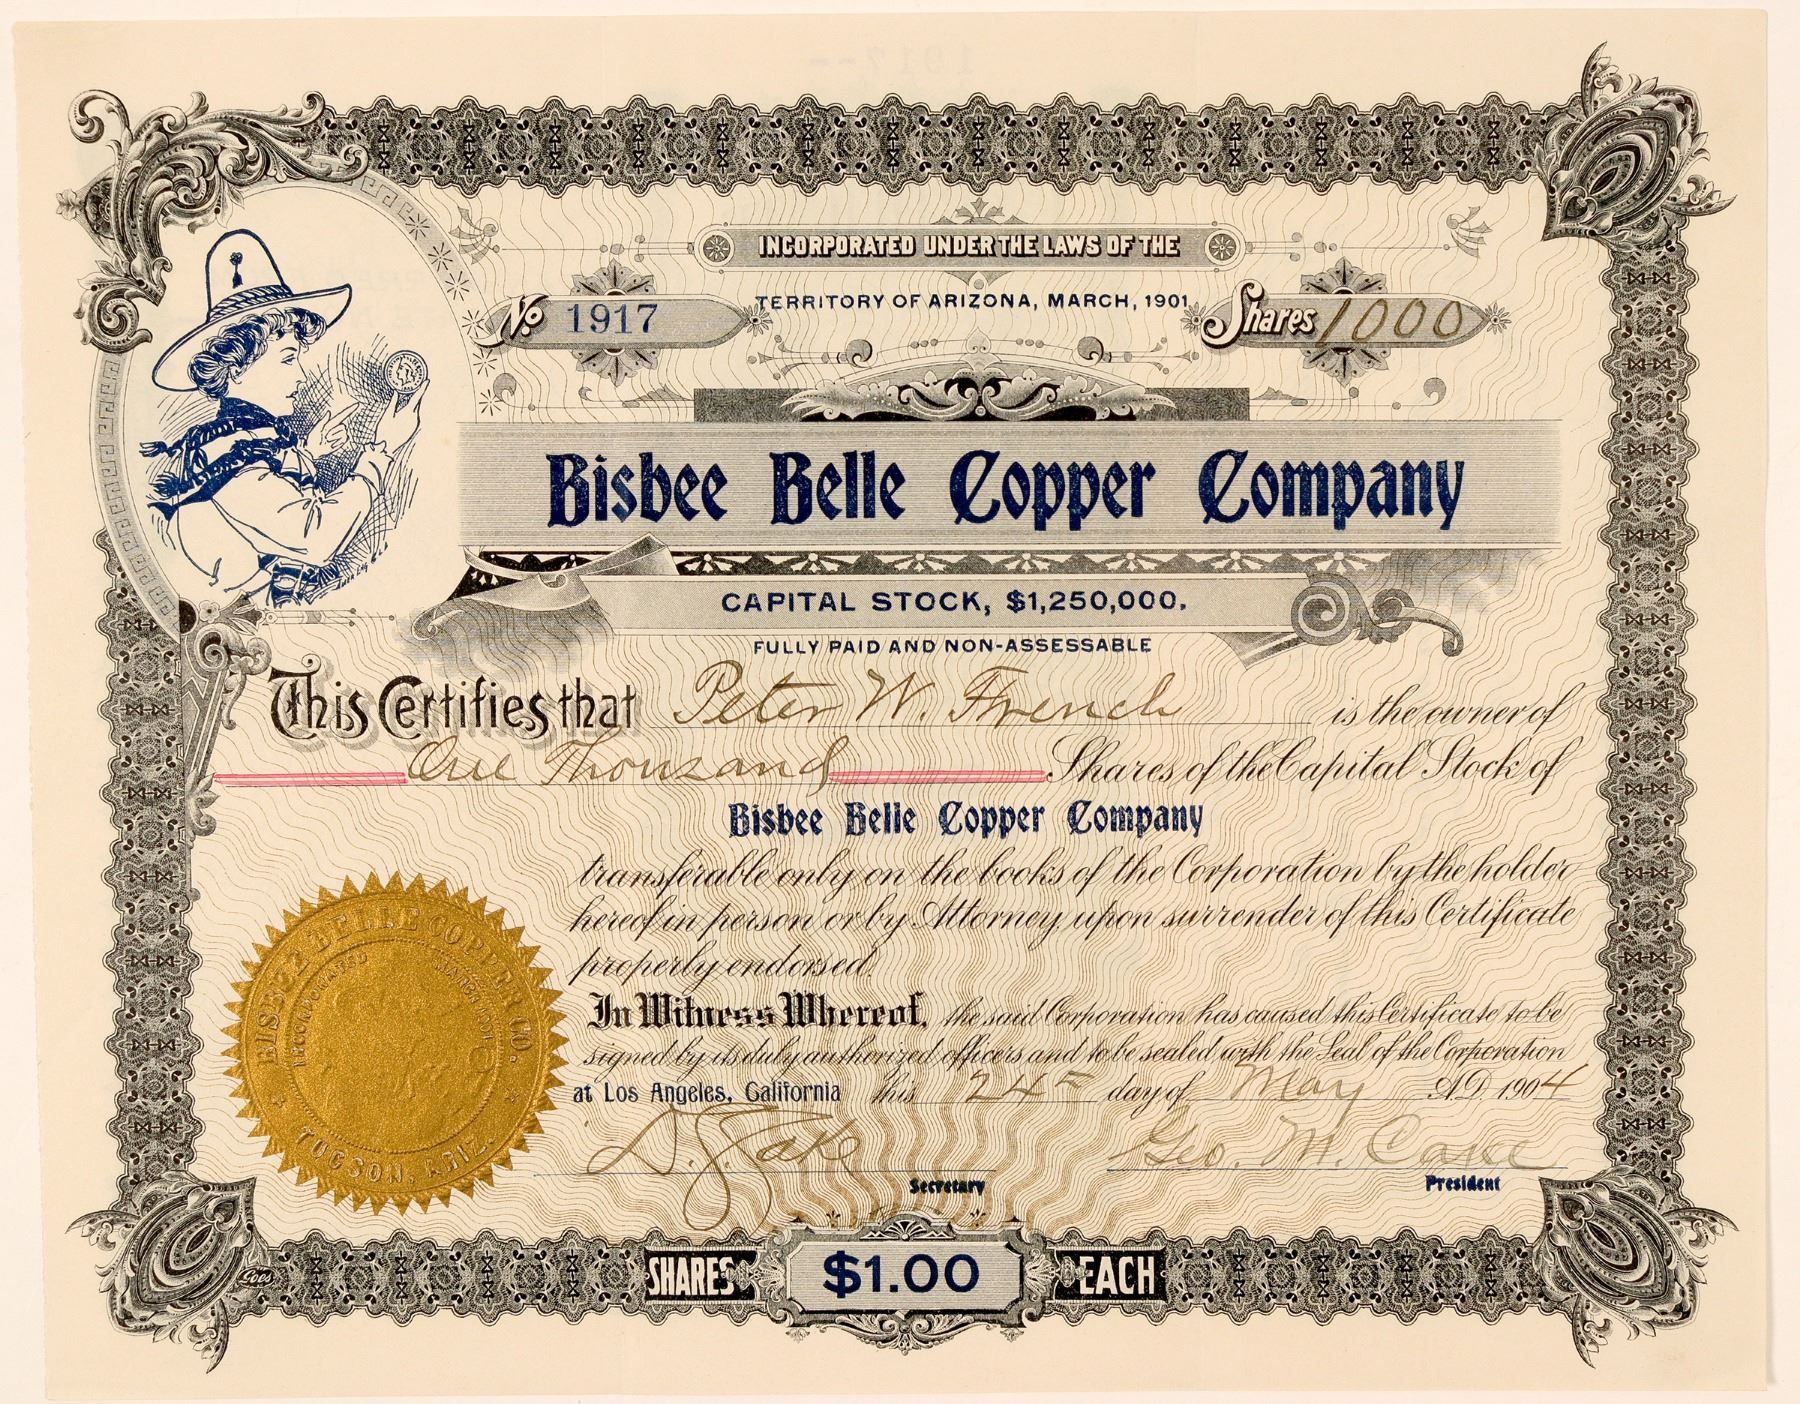 INCORPORATED UNDER THE LAWS OF THE
TERRITORY OF ARIZONA, MARCH, 1901
No 1917
Shares 1000
Bisbee Belle Copper Company
CAPITAL STOCK, $1,250,000.
FULLY PAID AND NON-ASSESSABLE
This Certifies that Peter W. French is the owner of
One Thousand Shares of the Capital Stock of
Bisbee Belle Copper Company
transferable only on the books of the Corporation by the holder
hereof in person or by Attorney upon surrender of this Certificate
properly endorsed.
In Witness Whereof, the said Corporation has caused this Certificate to be
signed by its duly authorized officers and to be sealed with the Seal of the Corporation
at Los Angeles, California this 24th day of May A.D. 1904
Geo. M.
Secretary
President
BISBEE BELLE COPPER CO.
INCORPORATED
TUCSON, ARIZ.
Goes
SHARES $1.00 EACH